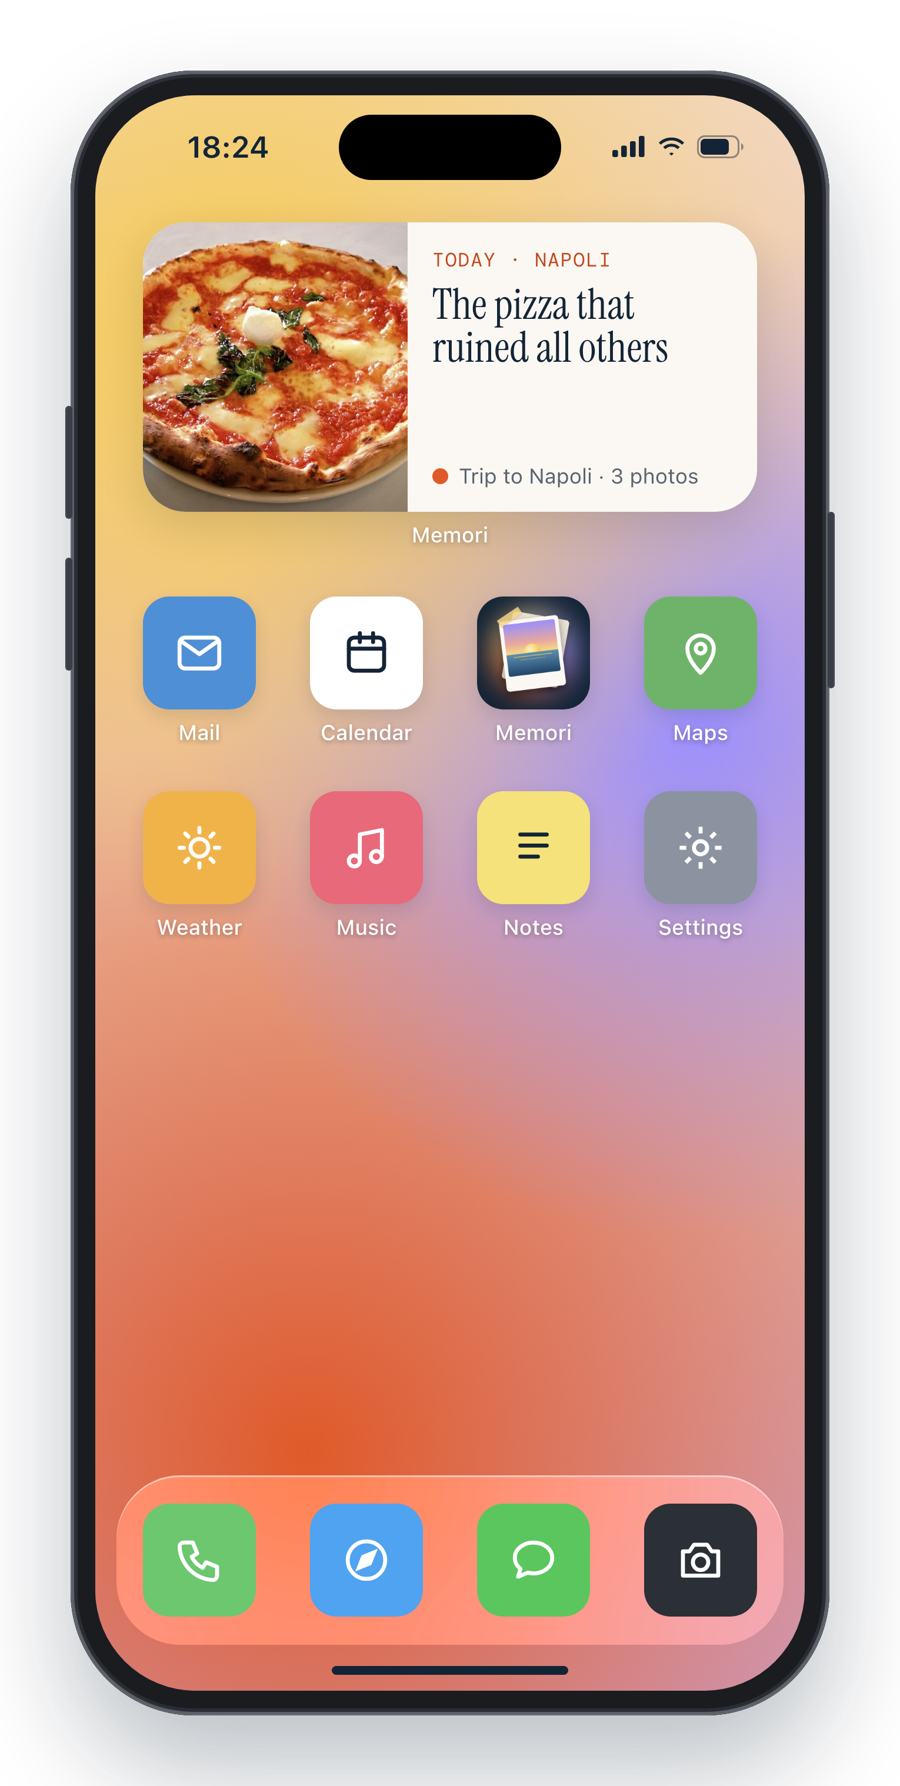 18:24
TODAY · NAPOLI
The pizza that
ruined all others
Trip to Napoli · 3 photos
Memori
Mail
Calendar
Memori
Maps
Weather
Music
Notes
Settings